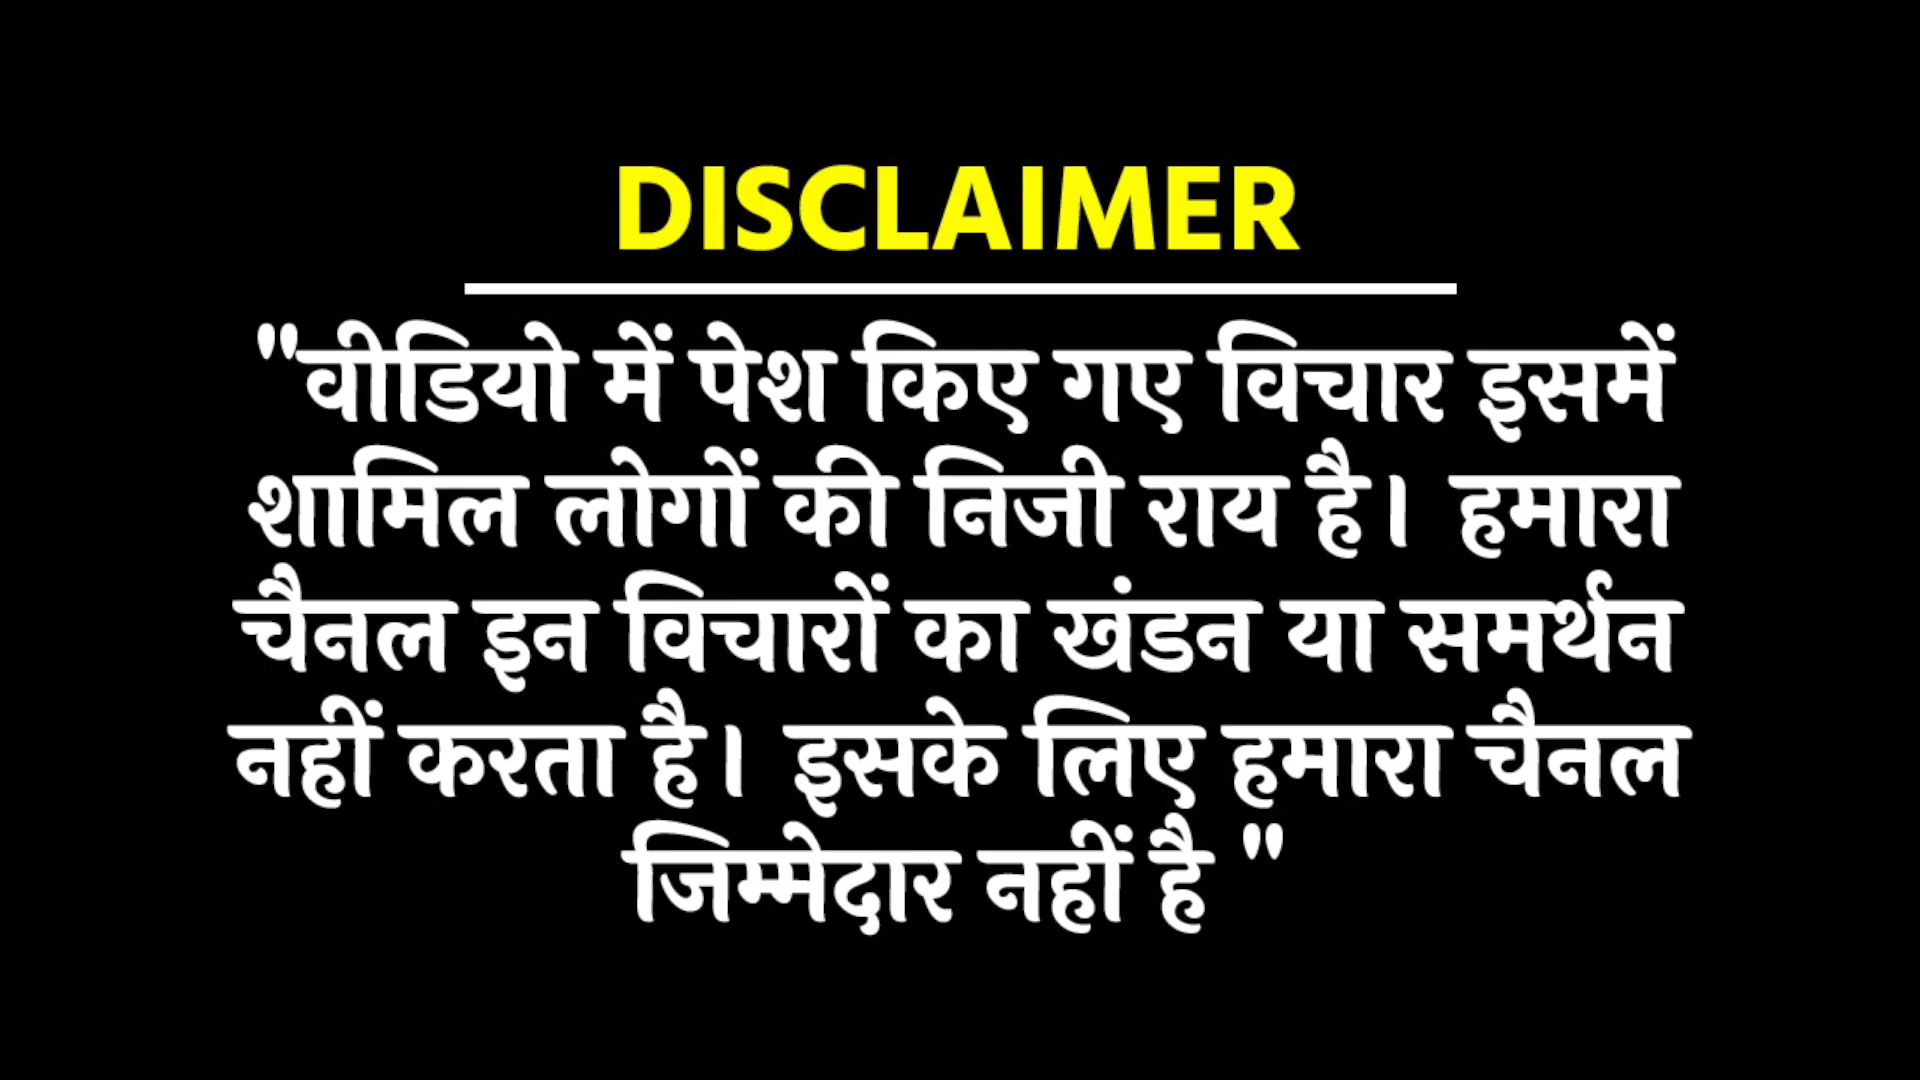 DISCLAIMER
"वीडियो में पेश किए गए विचार इसमें
शामिल लोगों की निजी राय है। हमारा
चैनल इन विचारों का खंडन या समर्थन
नहीं करता है। इसके लिए हमारा चैनल
जिम्मेदार नहीं है "